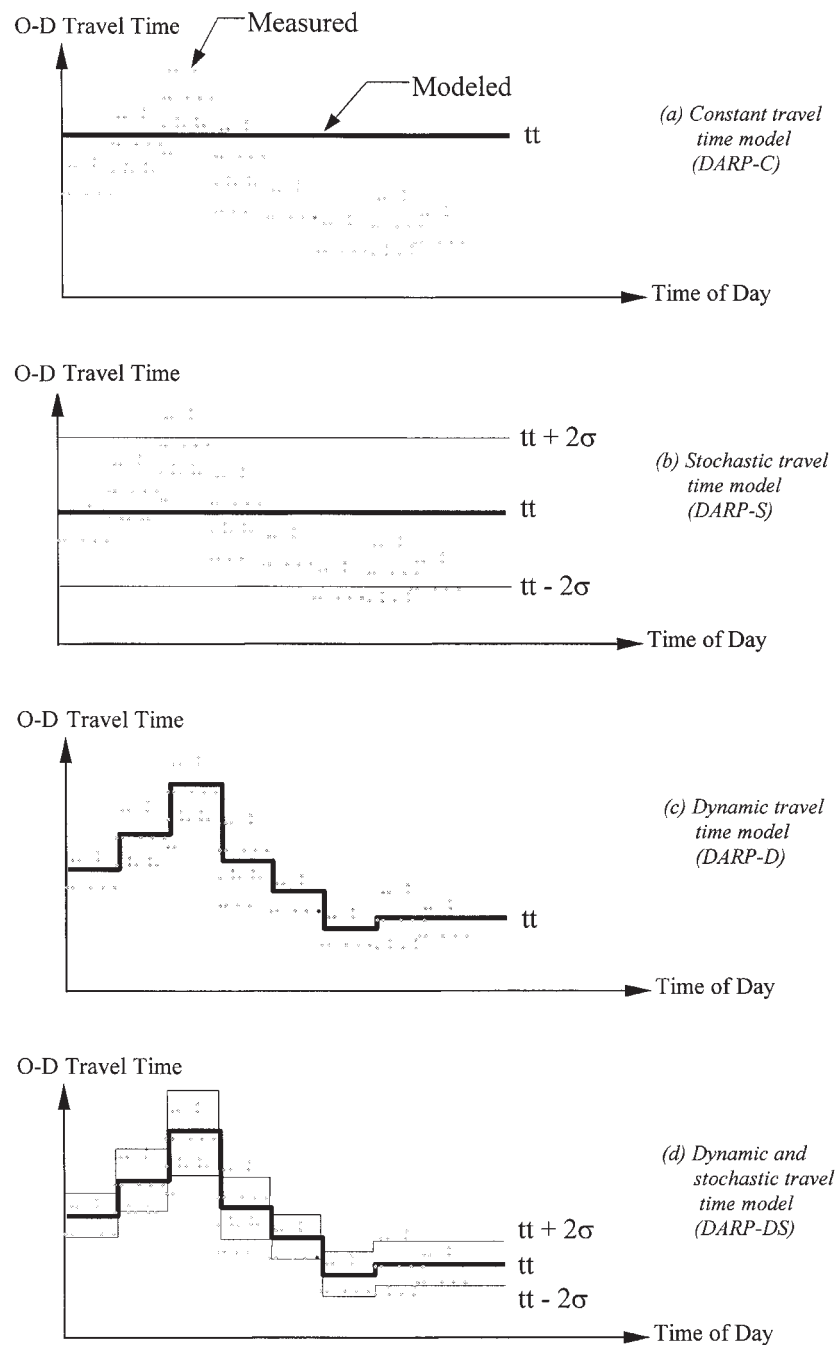 O-D Travel Time
Measured
Modeled
tt
(a) Constant travel
time model
(DARP-C)
Time of Day
O-D Travel Time
tt + 2σ
(b) Stochastic travel
time model
(DARP-S)
tt
tt - 2σ
Time of Day
O-D Travel Time
(c) Dynamic travel
time model
(DARP-D)
tt
Time of Day
O-D Travel Time
(d) Dynamic and
stochastic travel
time model
(DARP-DS)
tt + 2σ
tt
tt - 2σ
Time of Day